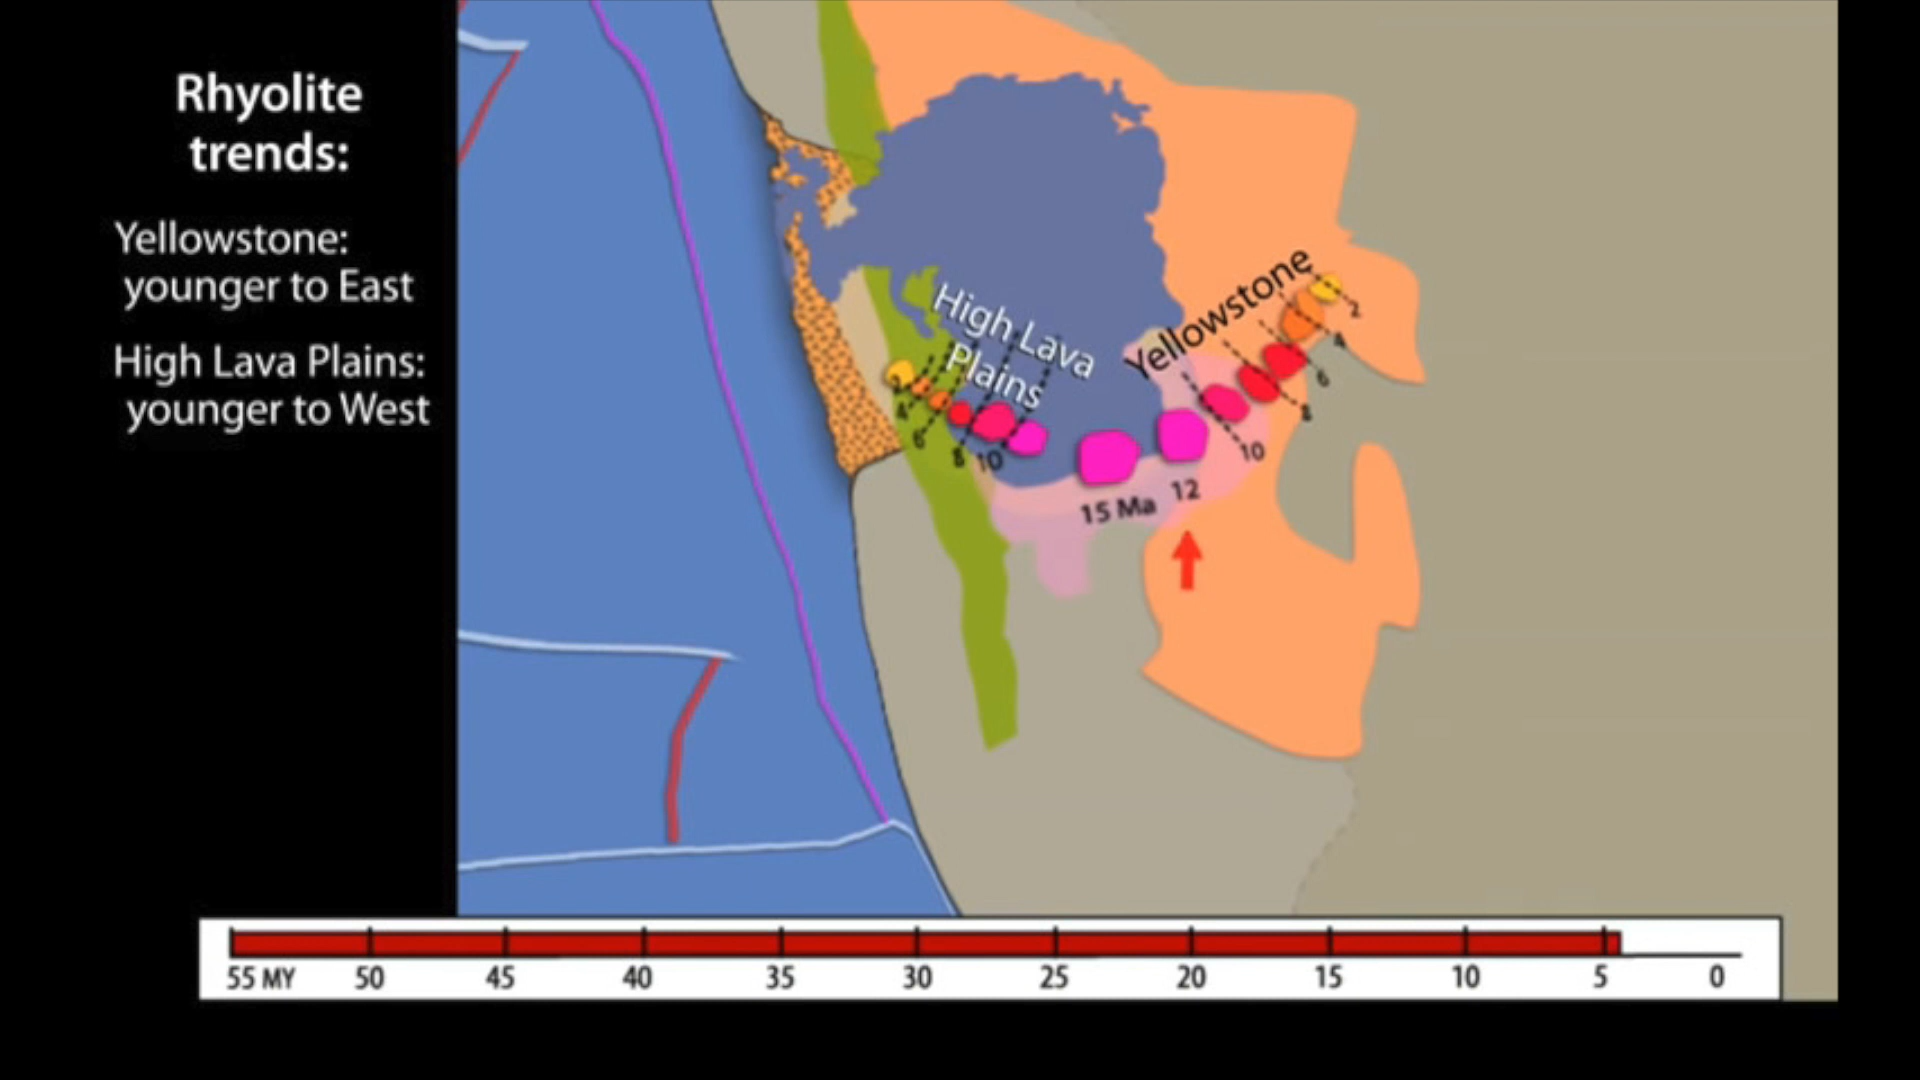 Rhyolite
trends:
Yellowstone:
younger to East
High Lava Plains:
younger to West
High Lava
Plains
Yellowstone
2
4
6
8
10
4
6
8
10
15 Ma
12
55 MY 50 45 40 35 30 25 20 15 10 5 0